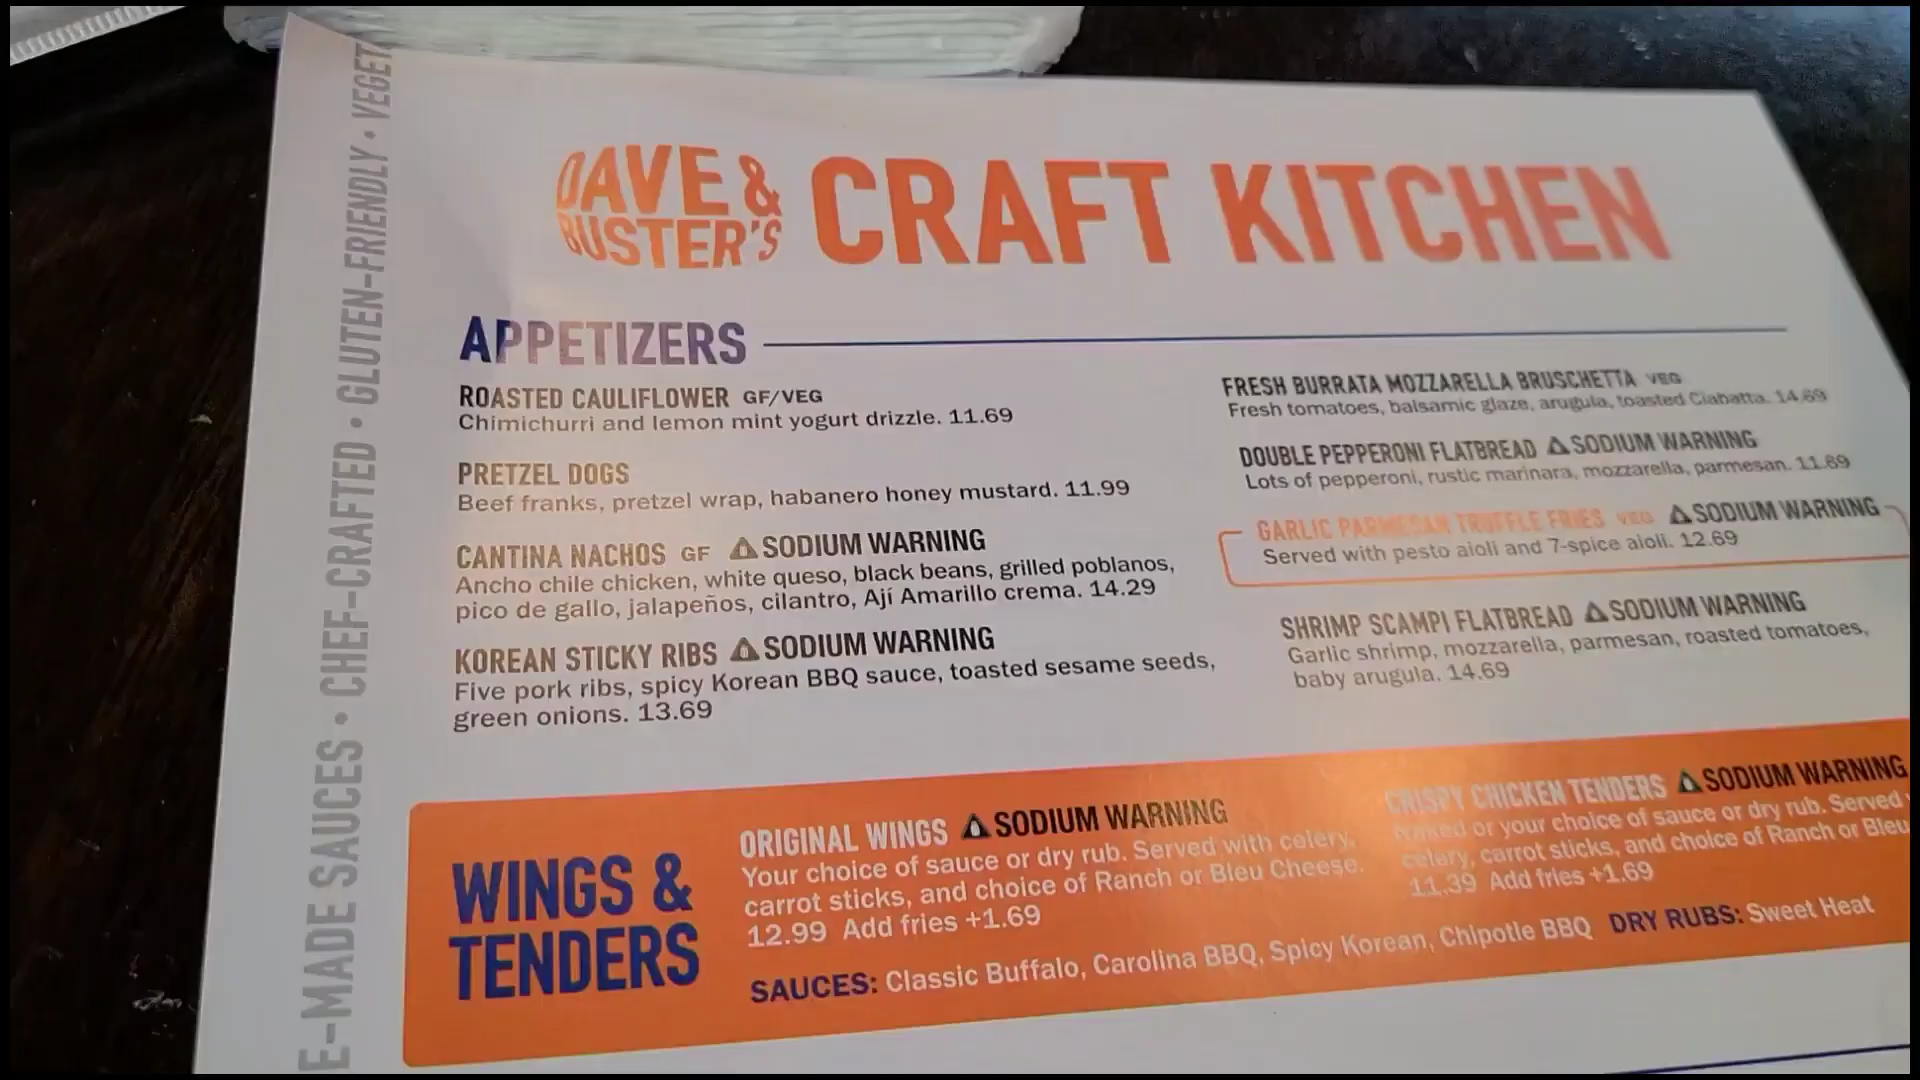 DAVE &
BUSTER'S
CRAFT KITCHEN
E-MADE SAUCES • CHEF-CRAFTED • GLUTEN-FRIENDLY • VEGET
APPETIZERS
ROASTED CAULIFLOWER GF/VEG
Chimichurri and lemon mint yogurt drizzle. 11.69
PRETZEL DOGS
Beef franks, pretzel wrap, habanero honey mustard. 11.99
CANTINA NACHOS GF ⚠ SODIUM WARNING
Ancho chile chicken, white queso, black beans, grilled poblanos,
pico de gallo, jalapeños, cilantro, Ají Amarillo crema. 14.29
KOREAN STICKY RIBS ⚠ SODIUM WARNING
Five pork ribs, spicy Korean BBQ sauce, toasted sesame seeds,
green onions. 13.69
FRESH BURRATA MOZZARELLA BRUSCHETTA VEG
Fresh tomatoes, balsamic glaze, arugula, toasted Ciabatta. 14.69
DOUBLE PEPPERONI FLATBREAD ⚠ SODIUM WARNING
Lots of pepperoni, rustic marinara, mozzarella, parmesan. 11.69
GARLIC PARMESAN TRUFFLE FRIES VEG ⚠ SODIUM WARNING
Served with pesto aioli and 7-spice aioli. 12.69
SHRIMP SCAMPI FLATBREAD ⚠ SODIUM WARNING
Garlic shrimp, mozzarella, parmesan, roasted tomatoes,
baby arugula. 14.69
WINGS &
TENDERS
ORIGINAL WINGS ⚠ SODIUM WARNING
Your choice of sauce or dry rub. Served with celery,
carrot sticks, and choice of Ranch or Bleu Cheese.
12.99 Add fries +1.69
CRISPY CHICKEN TENDERS ⚠ SODIUM WARNING
or your choice of sauce or dry rub. Served
celery, carrot sticks, and choice of Ranch or Bleu
11.39 Add fries +1.69
SAUCES: Classic Buffalo, Carolina BBQ, Spicy Korean, Chipotle BBQ DRY RUBS: Sweet Heat